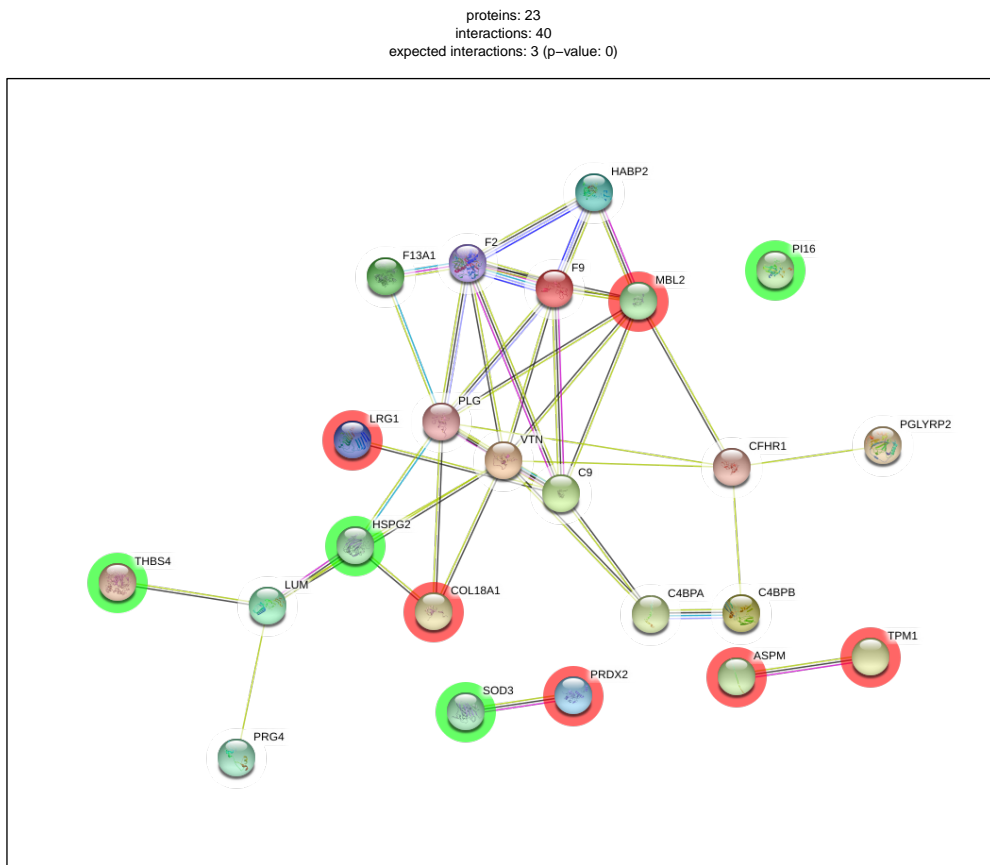 proteins: 23
interactions: 40
expected interactions: 3 (p−value: 0)
HABP2
F2
PI16
F13A1
F9
MBL2
PLG
PGLYRP2
LRG1
VTN
CFHR1
C9
HSPG2
THBS4
LUM
COL18A1
C4BPA
C4BPB
TPM1
ASPM
PRDX2
SOD3
PRG4